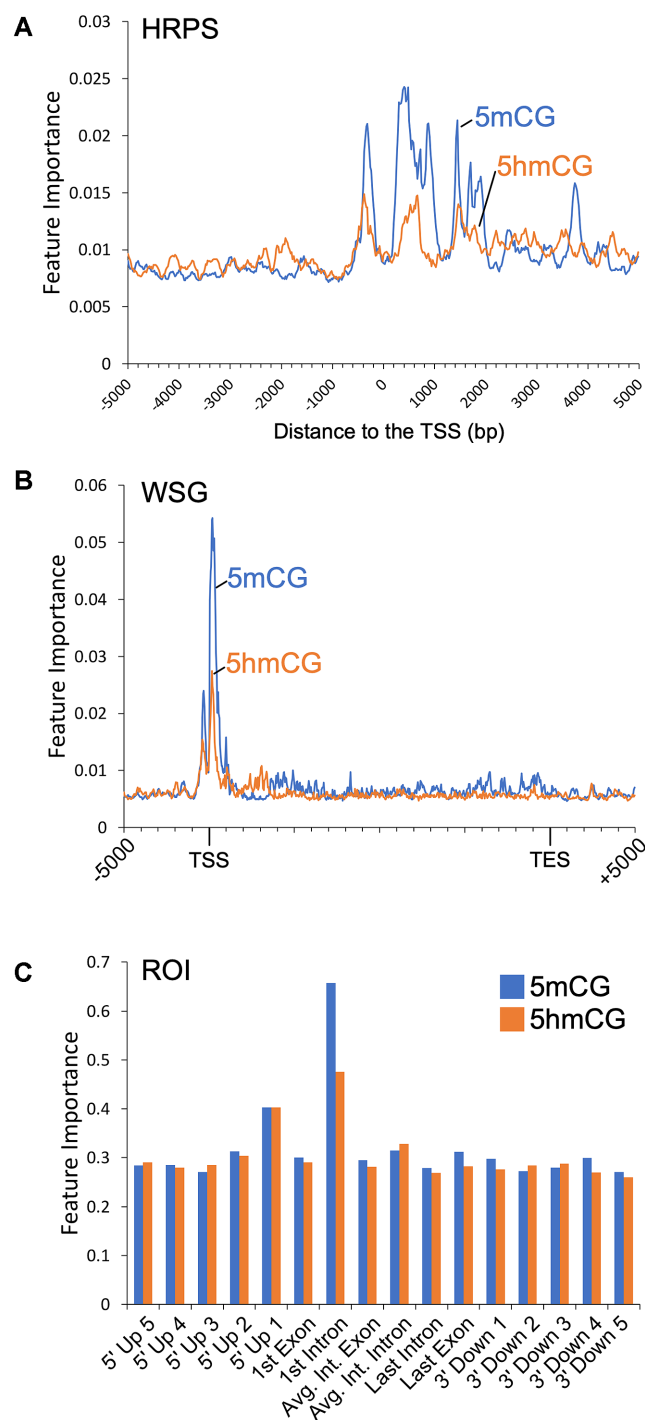 A
HRPS
0.03
0.025
0.02
0.015
0.01
0.005
0
Feature Importance
5mCG
5hmCG
-5000 -4000 -3000 -2000 -1000 0 1000 2000 3000 4000 5000
Distance to the TSS (bp)
B
WSG
0.06
0.05
0.04
0.03
0.02
0.01
0
Feature Importance
5mCG
5hmCG
-5000 TSS TES +5000
C
ROI
0.7
0.6
0.5
0.4
0.3
0.2
0.1
0
Feature Importance
5mCG
5hmCG
5' Up 5
5' Up 4
5' Up 3
5' Up 2
5' Up 1
1st Exon
1st Intron
Avg. Int. Exon
Avg. Int. Intron
Last Intron
Last Exon
3' Down 1
3' Down 2
3' Down 3
3' Down 4
3' Down 5